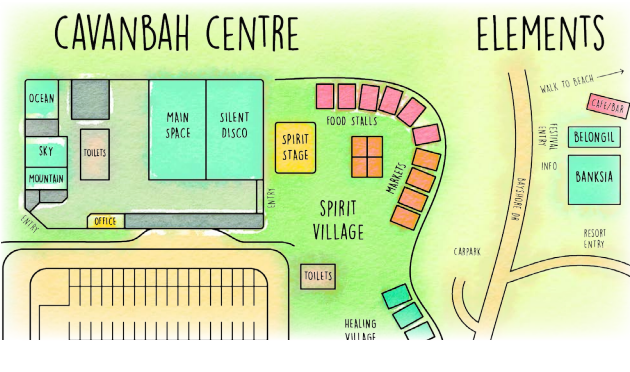 CAVANBAH CENTRE
ELEMENTS
WALK TO BEACH
OCEAN
CAFE/BAR
FOOD STALLS
MAIN
SPACE
SILENT
DISCO
FESTIVAL
ENTRY
BELONGIL
SKY
TOILETS
SPIRIT
STAGE
INFO
BANKSIA
MOUNTAIN
MARKETS
ENTRY
BAYSHORE DR
SPIRIT
VILLAGE
ENTRY
OFFICE
RESORT
ENTRY
CARPARK
TOILETS
HEALING
VILLAGE